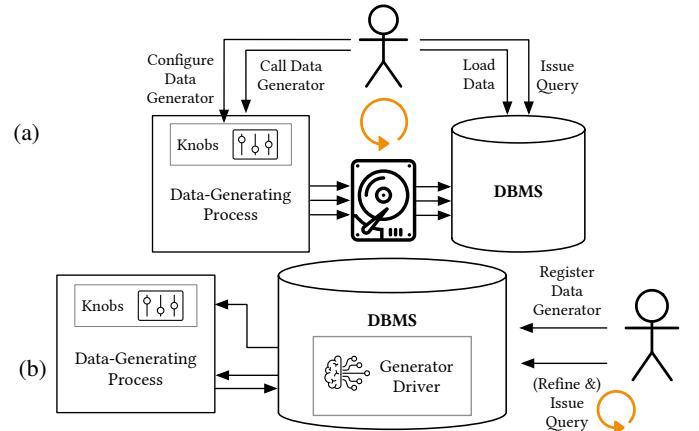 Configure
Data
Generator
Call Data
Generator
Load
Data
Issue
Query
(a)
Knobs
Data-Generating
Process
DBMS
Knobs
Data-Generating
Process
DBMS
Generator
Driver
Register
Data
Generator
(b)
(Refine &)
Issue
Query